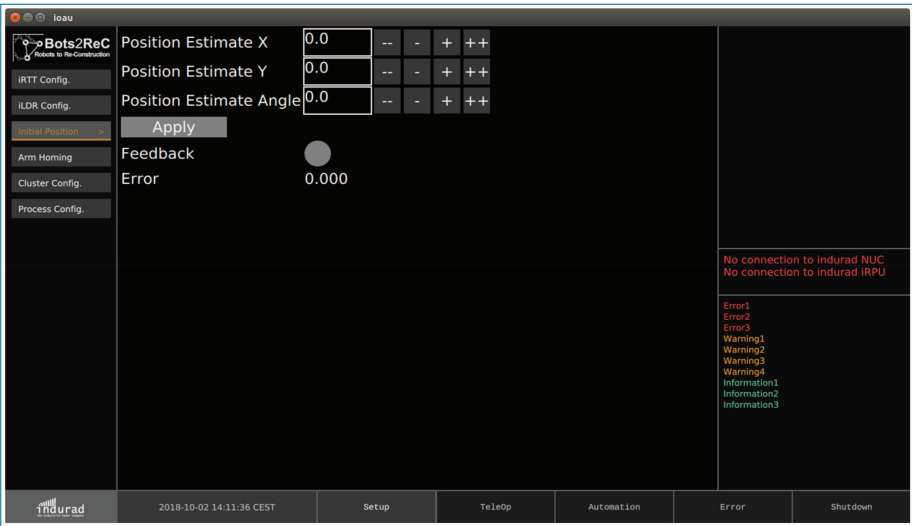 ioau
Bots2ReC
Robots to Re-Construction
iRTT Config.
iLDR Config.
Initial Position >
Arm Homing
Cluster Config.
Process Config.
Position Estimate X 0.0 -- - + ++
Position Estimate Y 0.0 -- - + ++
Position Estimate Angle 0.0 -- - + ++
Apply
Feedback
Error 0.000
No connection to indurad NUC
No connection to indurad iRPU
Error1
Error2
Error3
Warning1
Warning2
Warning3
Warning4
Information1
Information2
Information3
indurad
2018-10-02 14:11:36 CEST
Setup
TeleOp
Automation
Error
Shutdown